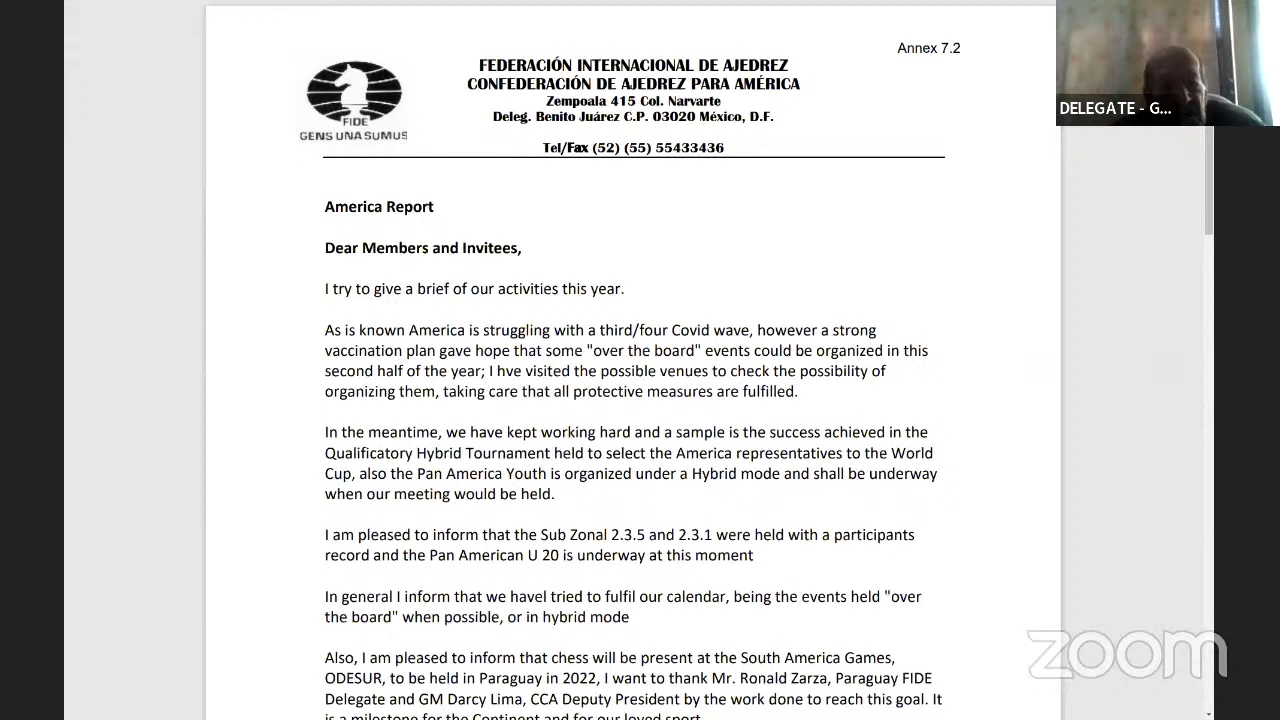 Annex 7.2
FEDERACIÓN INTERNACIONAL DE AJEDREZ
CONFEDERACIÓN DE AJEDREZ PARA AMÉRICA
Zempoala 415 Col. Narvarte
Deleg. Benito Juárez C.P. 03020 México, D.F.
Tel/Fax (52) (55) 55433436
FIDE
GENS UNA SUMUS
DELEGATE - G...
America Report
Dear Members and Invitees,
I try to give a brief of our activities this year.
As is known America is struggling with a third/four Covid wave, however a strong
vaccination plan gave hope that some "over the board" events could be organized in this
second half of the year; I hve visited the possible venues to check the possibility of
organizing them, taking care that all protective measures are fulfilled.
In the meantime, we have kept working hard and a sample is the success achieved in the
Qualificatory Hybrid Tournament held to select the America representatives to the World
Cup, also the Pan America Youth is organized under a Hybrid mode and shall be underway
when our meeting would be held.
I am pleased to inform that the Sub Zonal 2.3.5 and 2.3.1 were held with a participants
record and the Pan American U 20 is underway at this moment
In general I inform that we havel tried to fulfil our calendar, being the events held "over
the board" when possible, or in hybrid mode
Also, I am pleased to inform that chess will be present at the South America Games,
ODESUR, to be held in Paraguay in 2022, I want to thank Mr. Ronald Zarza, Paraguay FIDE
Delegate and GM Darcy Lima, CCA Deputy President by the work done to reach this goal. It
is a milestone for the Continent and for our loved sport
zoom